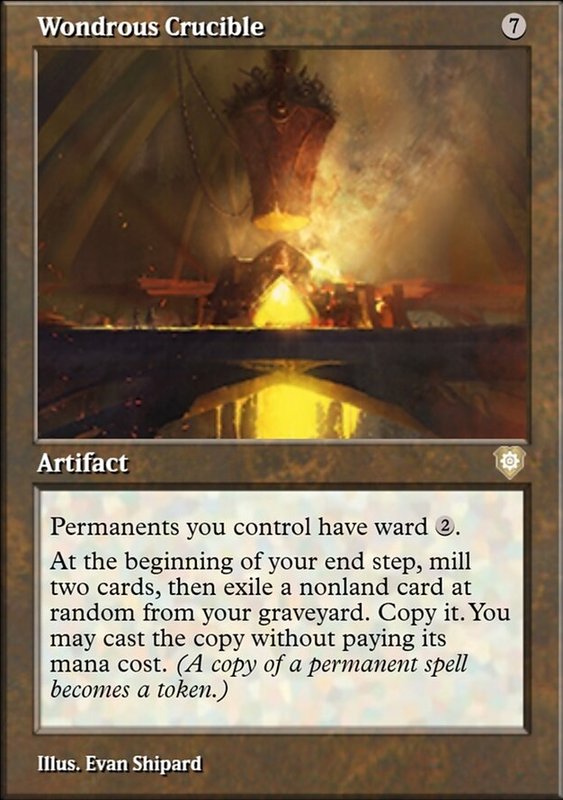 Wondrous Crucible 7
Artifact
Permanents you control have ward 2.
At the beginning of your end step, mill
two cards, then exile a nonland card at
random from your graveyard. Copy it. You
may cast the copy without paying its
mana cost. (A copy of a permanent spell
becomes a token.)
Illus. Evan Shipard